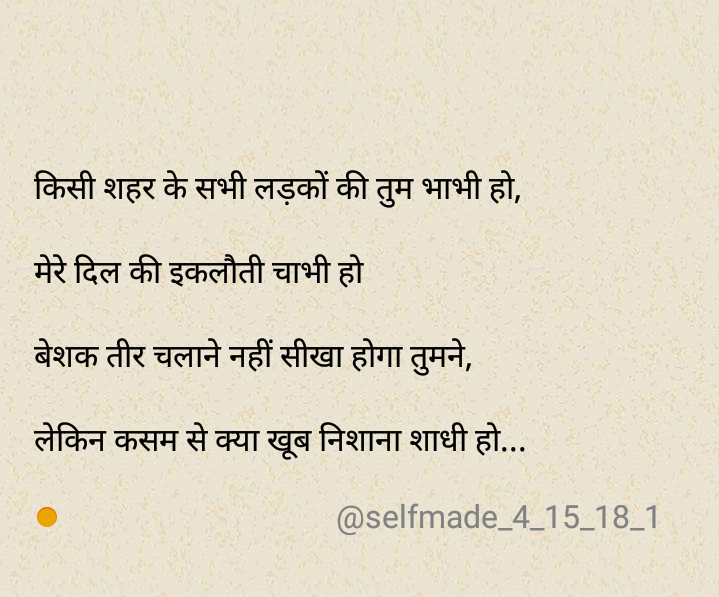 किसी शहर के सभी लड़कों की तुम भाभी हो,
मेरे दिल की इकलौती चाभी हो
बेशक तीर चलाने नहीं सीखा होगा तुमने,
लेकिन कसम से क्या खूब निशाना शाधी हो...
@selfmade_4_15_18_1